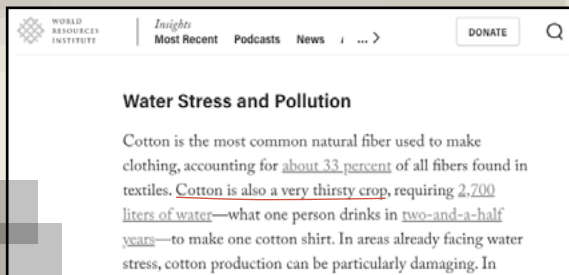 WORLD
RESOURCES
INSTITUTE
Insights
Most Recent Podcasts News ... >
DONATE
Water Stress and Pollution
Cotton is the most common natural fiber used to make
clothing, accounting for about 33 percent of all fibers found in
textiles. Cotton is also a very thirsty crop, requiring 2,700
liters of water—what one person drinks in two-and-a-half
years—to make one cotton shirt. In areas already facing water
stress, cotton production can be particularly damaging. In